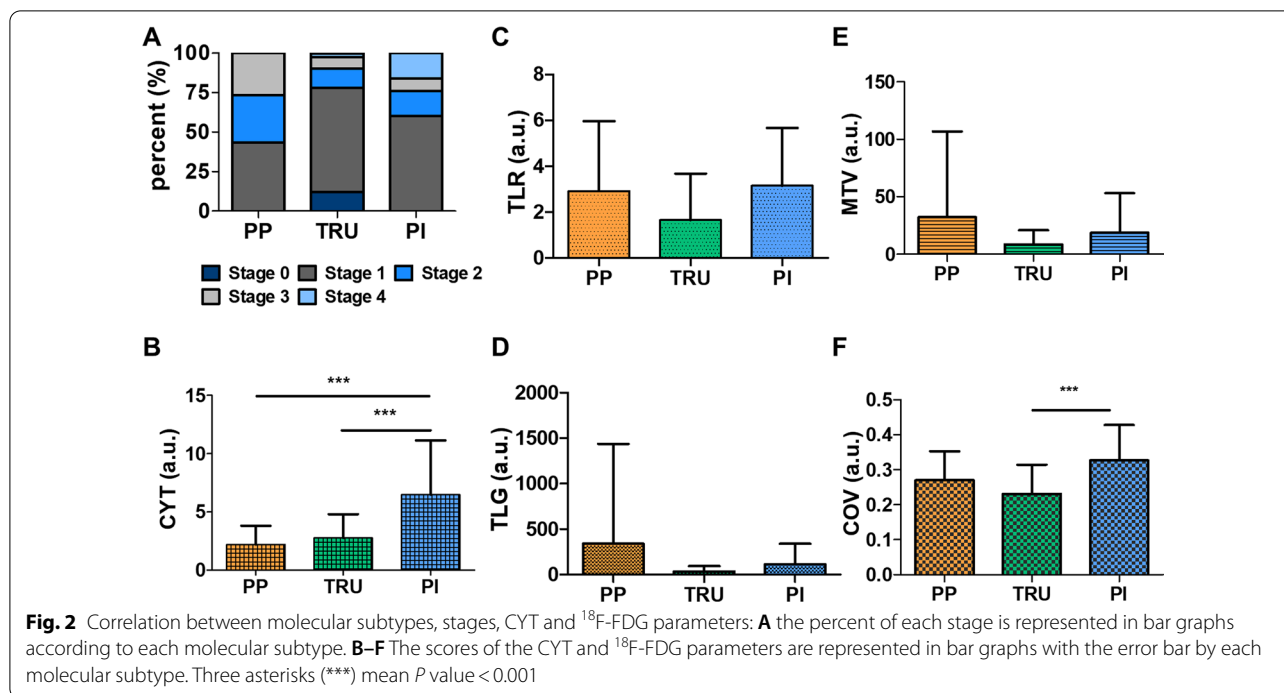 A
percent (%)
100
75
50
25
0
PP TRU PI
Stage 0 Stage 1 Stage 2
Stage 3 Stage 4
C
TLR (a.u.)
8
6
4
2
0
PP TRU PI
E
MTV (a.u.)
150
100
50
0
PP TRU PI
B
CYT (a.u.)
15
10
5
0
***
***
PP TRU PI
D
TLG (a.u.)
2000
1500
1000
500
0
PP TRU PI
F
COV (a.u.)
0.5
0.4
0.3
0.2
0.1
0.0
***
PP TRU PI
Fig. 2 Correlation between molecular subtypes, stages, CYT and ¹⁸F-FDG parameters: A the percent of each stage is represented in bar graphs
according to each molecular subtype. B–F The scores of the CYT and ¹⁸F-FDG parameters are represented in bar graphs with the error bar by each
molecular subtype. Three asterisks (***) mean P value < 0.001